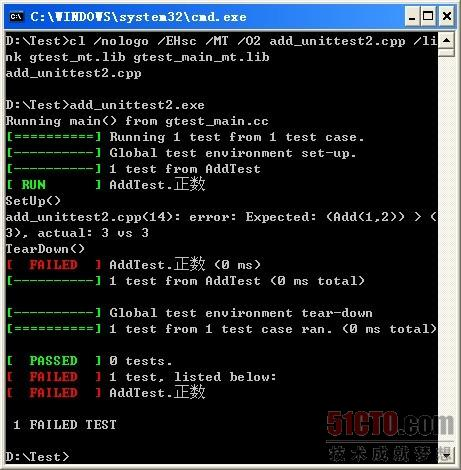 C:\WINDOWS\system32\cmd.exe
D:\Test>cl /nologo /EHsc /MT /O2 add_unittest2.cpp /li
nk gtest_mt.lib gtest_main_mt.lib
add_unittest2.cpp
D:\Test>add_unittest2.exe
Running main() from gtest_main.cc
[==========] Running 1 test from 1 test case.
[----------] Global test environment set-up.
[----------] 1 test from AddTest
[ RUN      ] AddTest.正数
SetUp()
add_unittest2.cpp(14): error: Expected: (Add(1,2)) > (
3), actual: 3 vs 3
TearDown()
[  FAILED  ] AddTest.正数 (0 ms)
[----------] 1 test from AddTest (0 ms total)
[----------] Global test environment tear-down
[==========] 1 test from 1 test case ran. (0 ms total)
[  PASSED  ] 0 tests.
[  FAILED  ] 1 test, listed below:
[  FAILED  ] AddTest.正数
1 FAILED TEST
D:\Test>
51CTO.com
技术成就梦想